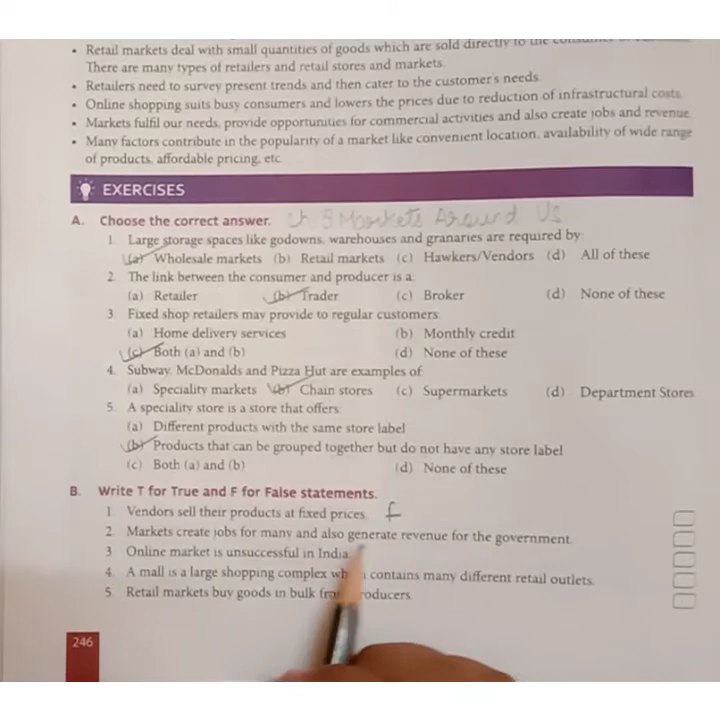 • Retail markets deal with small quantities of goods which are sold directly to the
There are many types of retailers and retail stores and markets.
• Retailers need to survey present trends and then cater to the customer's needs.
• Online shopping suits busy consumers and lowers the prices due to reduction of infrastructural costs.
• Markets fulfil our needs, provide opportunities for commercial activities and also create jobs and revenue.
• Many factors contribute in the popularity of a market like convenient location, availability of wide range
of products, affordable pricing, etc.
EXERCISES
A. Choose the correct answer. Ch 3 Markets Around Us
1. Large storage spaces like godowns, warehouses and granaries are required by:
(a) Wholesale markets (b) Retail markets (c) Hawkers/Vendors (d) All of these
2. The link between the consumer and producer is a:
(a) Retailer (b) Trader (c) Broker (d) None of these
3. Fixed shop retailers may provide to regular customers:
(a) Home delivery services (b) Monthly credit
(c) Both (a) and (b) (d) None of these
4. Subway, McDonalds and Pizza Hut are examples of:
(a) Speciality markets (b) Chain stores (c) Supermarkets (d) Department Stores
5. A speciality store is a store that offers:
(a) Different products with the same store label
(b) Products that can be grouped together but do not have any store label
(c) Both (a) and (b) (d) None of these
B. Write T for True and F for False statements.
1. Vendors sell their products at fixed prices. F
2. Markets create jobs for many and also generate revenue for the government.
3. Online market is unsuccessful in India.
4. A mall is a large shopping complex contains many different retail outlets.
5. Retail markets buy goods in bulk
246